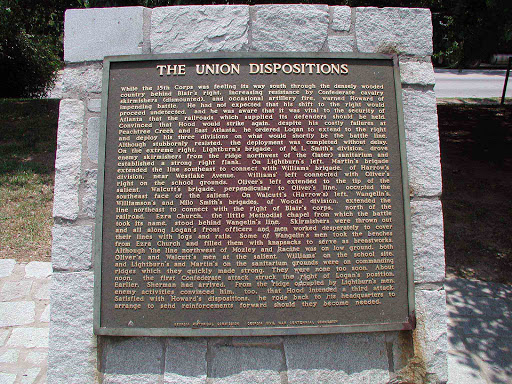 THE UNION DISPOSITIONS
While the 15th Corps was feeling its way south through the densely wooded
country behind Blair's right, increasing resistance by Confederate cavalry
skirmishers (dismounted), and occasional artillery fire, warned Howard of
impending battle. He had not expected that his shift to the right would
proceed undetected -- and he was aware that it was vital to the security of
Atlanta that the railroads which supplied its defenders should be held.
Convinced that Hood would strike again, despite his costly failures at
Peachtree Creek and East Atlanta, he ordered Logan to extend to the right
and deploy his three divisions on what would shortly be the battle line.
Although stubbornly resisted, the deployment was completed without delay.
On the extreme right, Lightburn's brigade, of M. L. Smith's division, drove
enemy skirmishers from the ridge northwest of the (later) sanitarium and
established a strong right flank. On Lightburn's left, Martin's brigade
extended the line southeast to connect with Williams' brigade, of Harrow's
division, near Westlake Avenue. Williams' left connected with Oliver's
right on the school grounds. Oliver's left extended to the tip of the
salient. Walcutt's brigade, perpendicular to Oliver's line, occupied the
southeast face of the salient. On Walcutt's (Harrow's) left, Wangelin's,
Williamson's and Milo Smith's brigades, of Woods' division, extended the
line northeast to connect with the right of Blair's corps, north of the
railroad. Ezra Church, the little Methodist chapel from which the battle
took its name, stood behind Wangelin's line. Skirmishers were thrown out
and all along Logan's front officers and men worked desperately to cover
their lines with logs and rails. Some of Wangelin's men took the benches
from Ezra Church and filled them with knapsacks to serve as breastworks.
Although the line northwest of Mozley and Racine was on low ground, both
Oliver's and Walcutt's men at the salient, Williams' on the school site,
and Lightburn's and Martin's on the sanitarium grounds were on commanding
ridges which they quickly made strong. They were none too soon. About
noon, the first Confederate attack struck the right of Logan's position.
Earlier, Sherman had arrived. From the ridge occupied by Lightburn's men
enemy activities convinced him, too, that Hood intended a third attack.
Satisfied with Howard's dispositions, he rode back to his headquarters to
arrange to send reinforcements forward should they become needed.
GEORGIA HISTORICAL COMMISSION GEORGIA CIVIL WAR CENTENNIAL COMMISSION